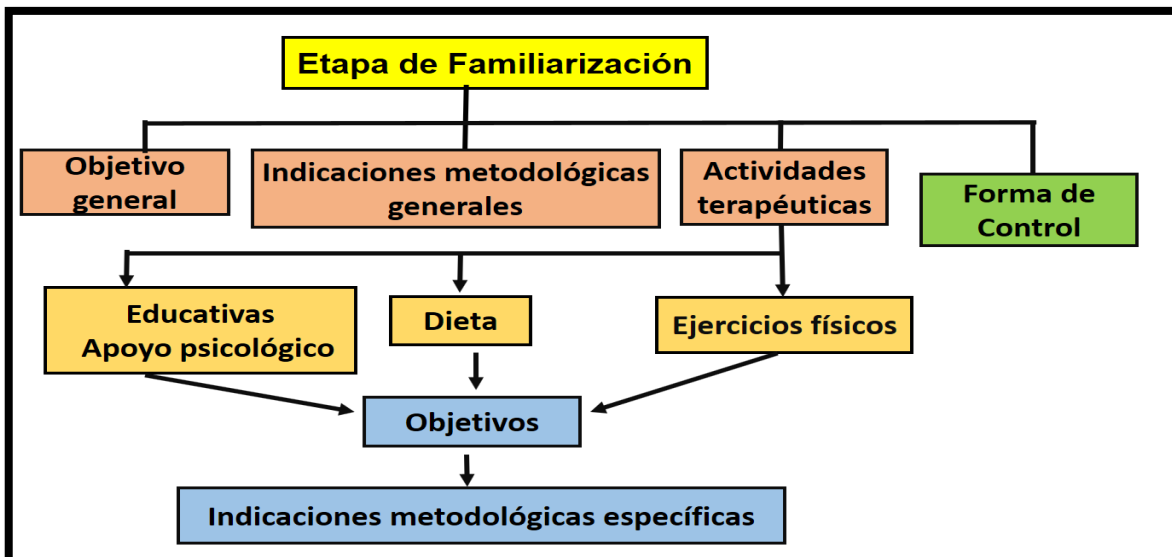 Etapa de Familiarización
Objetivo
general
Indicaciones metodológicas
generales
Actividades
terapéuticas
Forma de
Control
Educativas
Apoyo psicológico
Dieta
Ejercicios físicos
Objetivos
Indicaciones metodológicas específicas